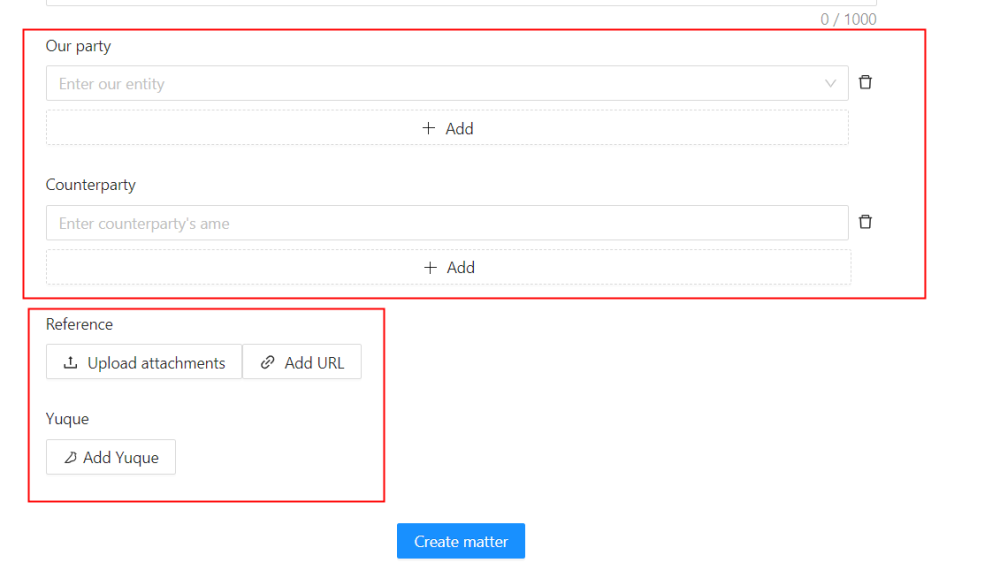 0 / 1000
Our party
Enter our entity
Add
Counterparty
Enter counterparty's ame
Add
Reference
Upload attachments
Add URL
Yuque
Add Yuque
Create matter